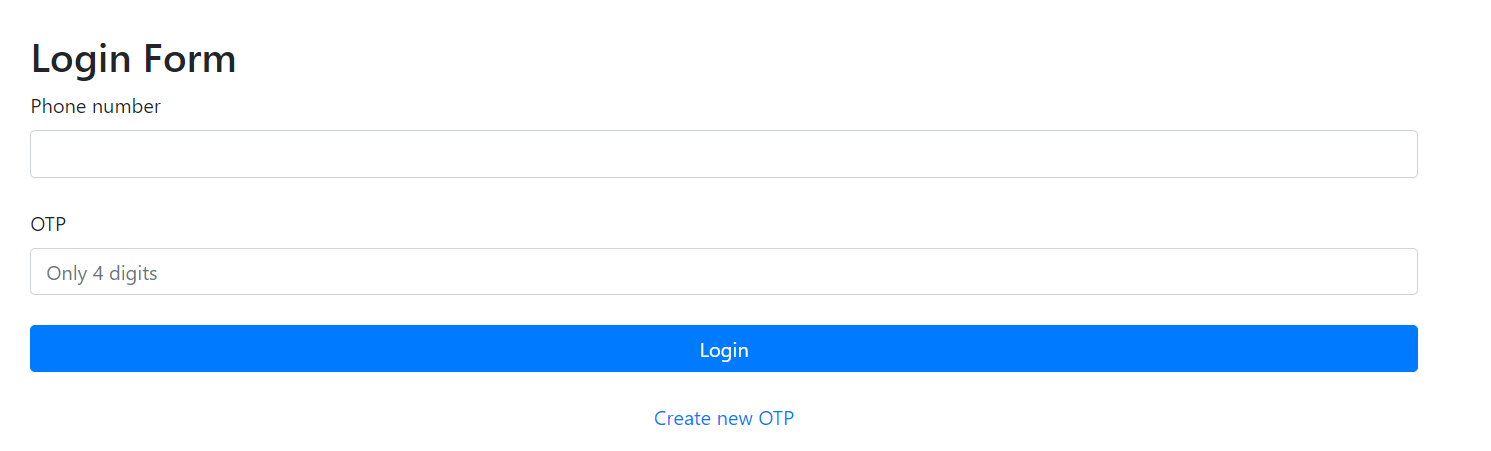 Login Form
Phone number
OTP
Only 4 digits
Login
Create new OTP